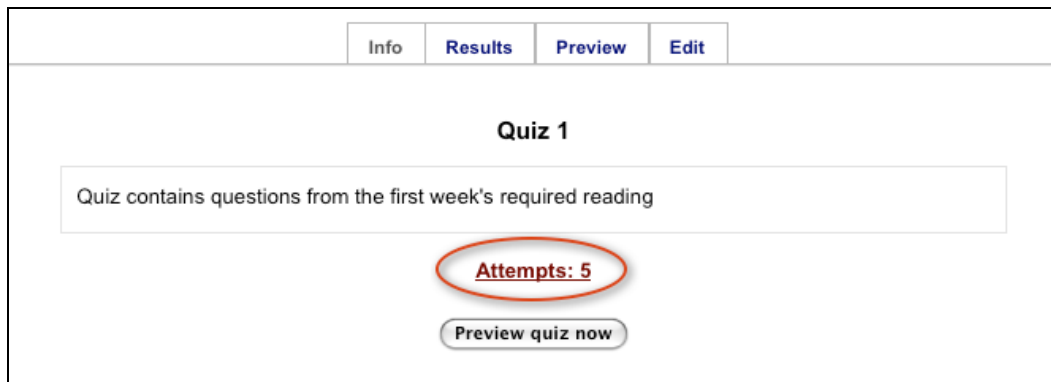 Info Results Preview Edit
Quiz 1
Quiz contains questions from the first week's required reading
Attempts: 5
Preview quiz now